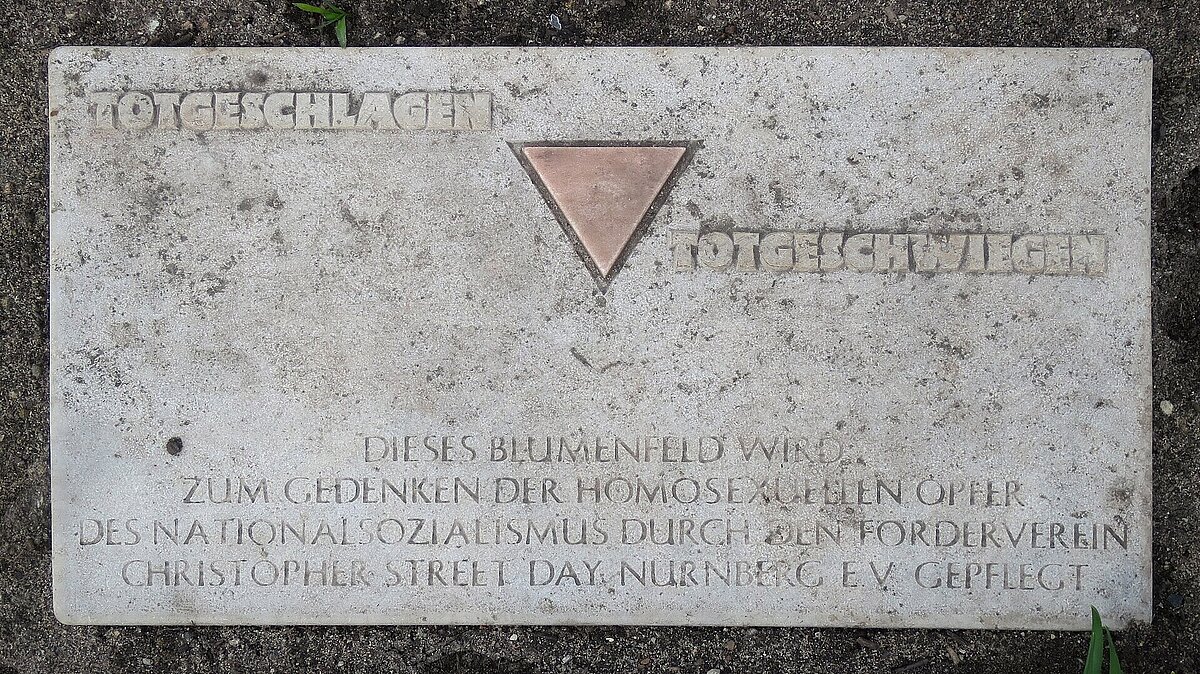 TOTGESCHLAGEN
TOTGESCHWIEGEN
DIESES BLUMENFELD WIRD
ZUM GEDENKEN DER HOMOSEXUELLEN OPFER
DES NATIONALSOZIALISMUS DURCH DEN FÖRDERVEREIN
CHRISTOPHER STREET DAY NÜRNBERG E.V. GEPFLEGT